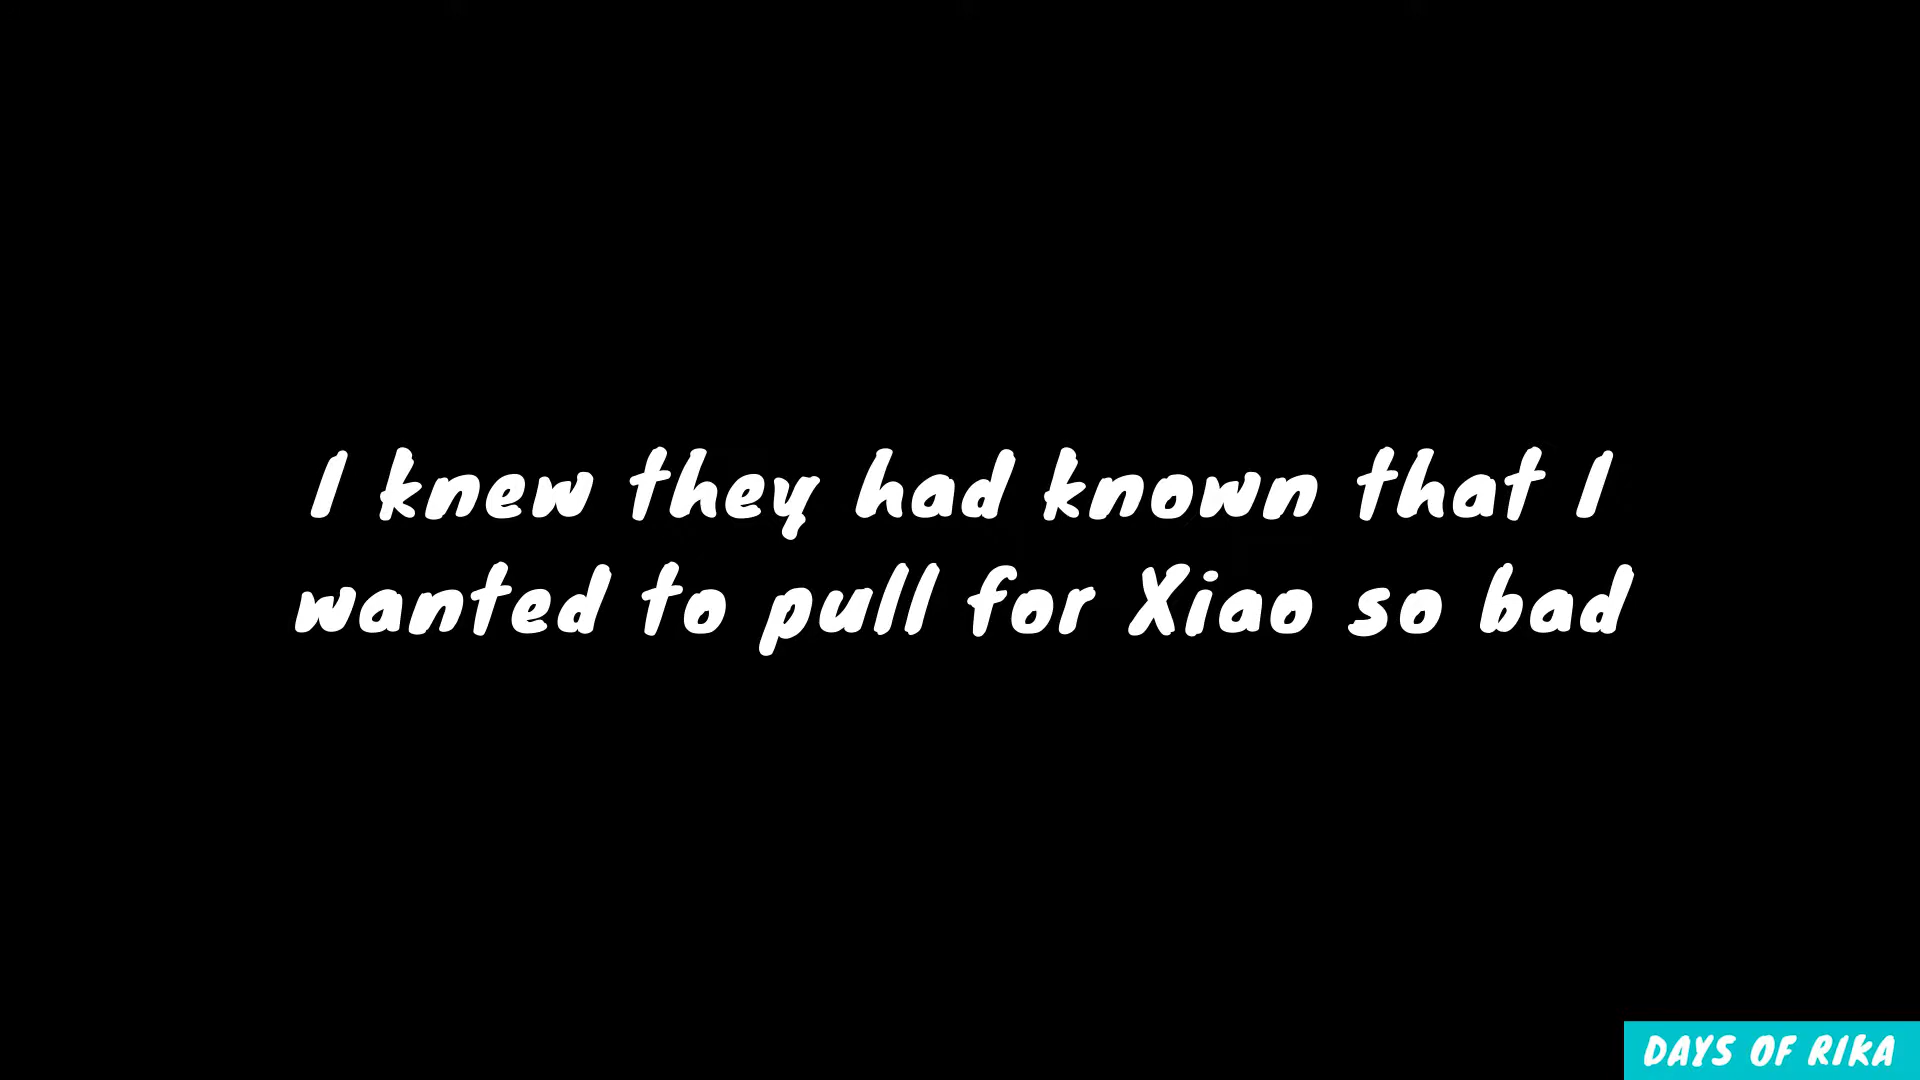 I knew they had known that I
wanted to pull for Xiao so bad
DAYS OF RIKA